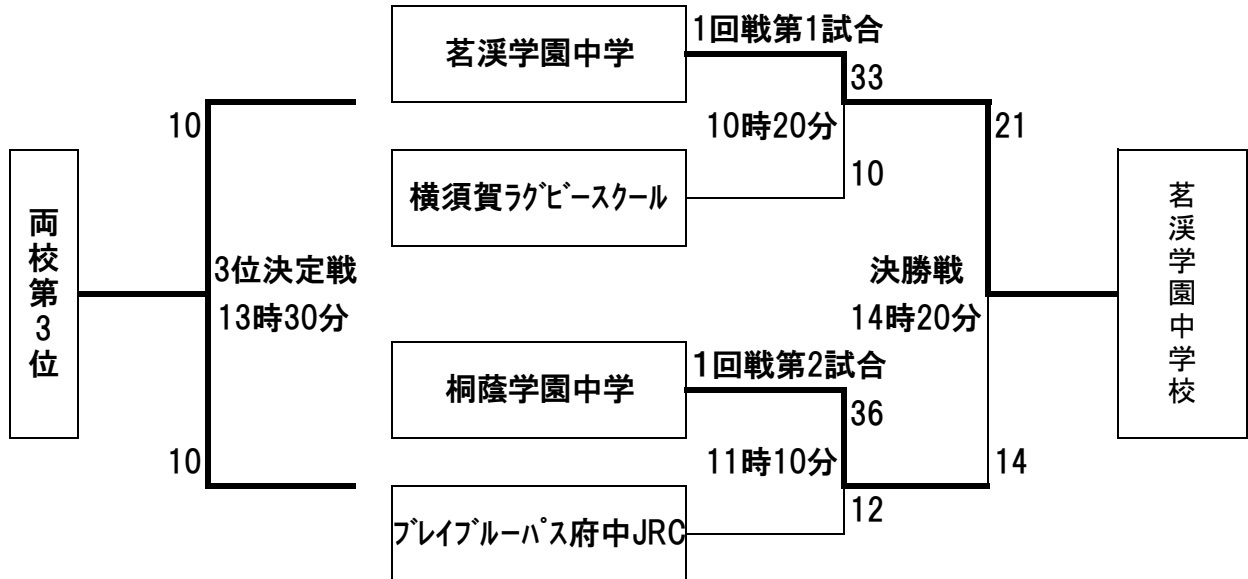 茗渓学園中学
1回戦第1試合
33
10時20分
10
横須賀ﾗｸﾞﾋﾞｰｽｸｰﾙ
10
3位決定戦
13時30分
10
両校第3位
桐蔭学園中学
1回戦第2試合
36
11時10分
12
ﾌﾞﾚｲﾌﾞﾙｰﾊﾟｽ府中JRC
21
決勝戦
14時20分
14
茗渓学園中学校